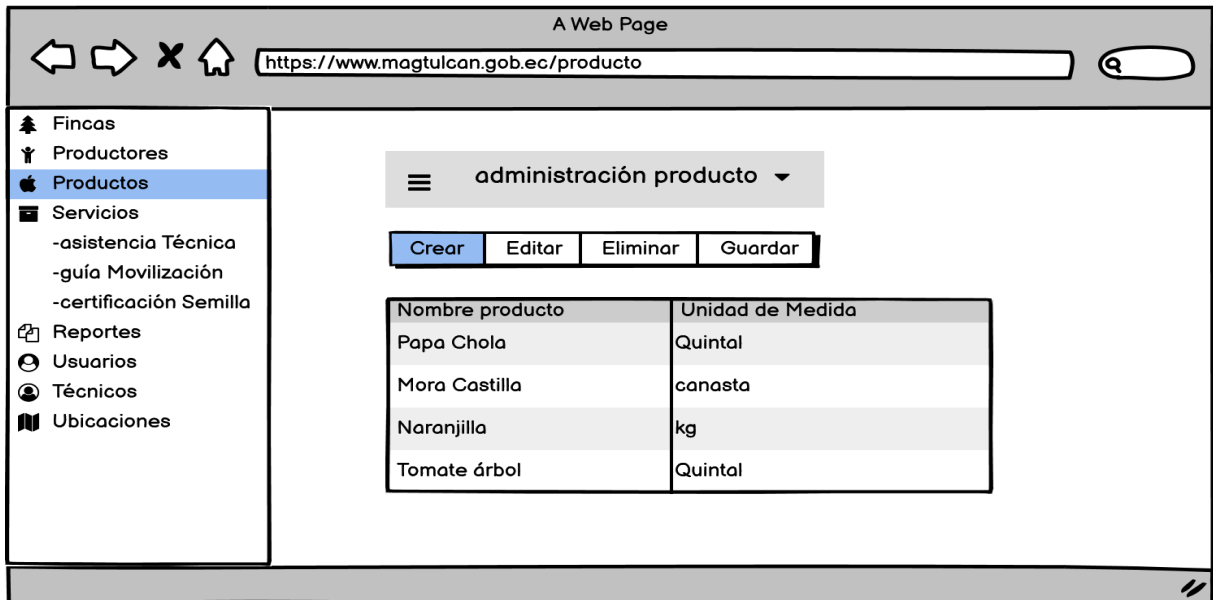 A Web Page
https://www.magtulcan.gob.ec/producto
Fincas
Productores
Productos
Servicios
-asistencia Técnica
-guía Movilización
-certificación Semilla
Reportes
Usuarios
Técnicos
Ubicaciones
administración producto
Crear Editar Eliminar Guardar
Nombre producto Unidad de Medida
Papa Chola Quintal
Mora Castilla canasta
Naranjilla kg
Tomate árbol Quintal